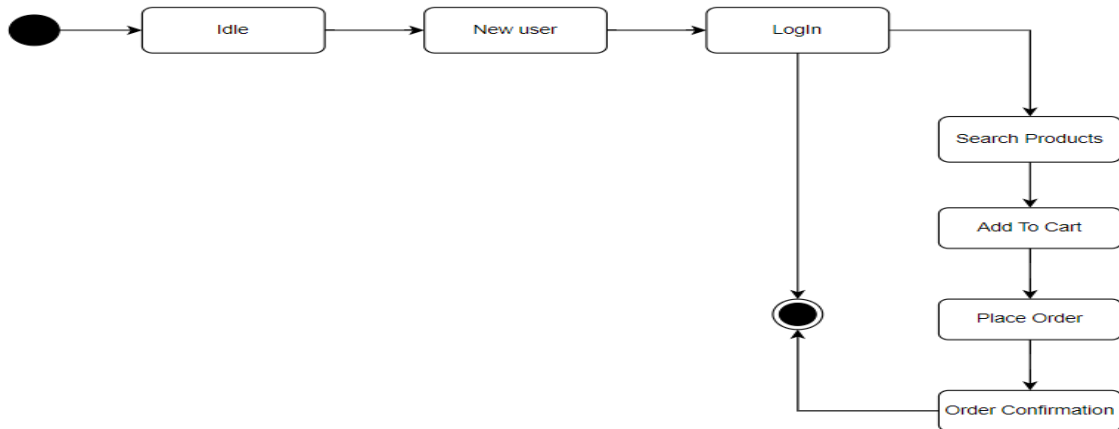 Idle
New user
LogIn
Search Products
Add To Cart
Place Order
Order Confirmation